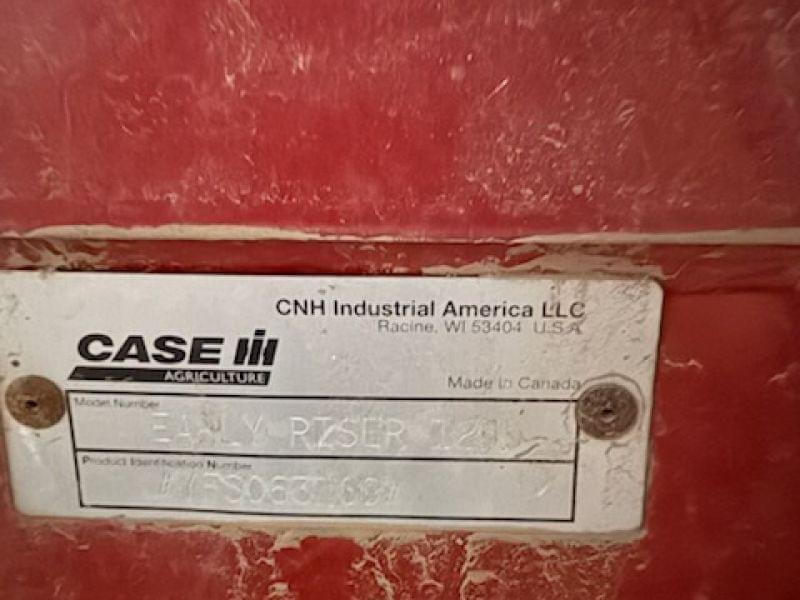 CNH Industrial America LLC
Racine, WI 53404 U.S.A.
CASE IH
AGRICULTURE
Made in Canada
Model Number
EARLY RISER
Product Identification Number